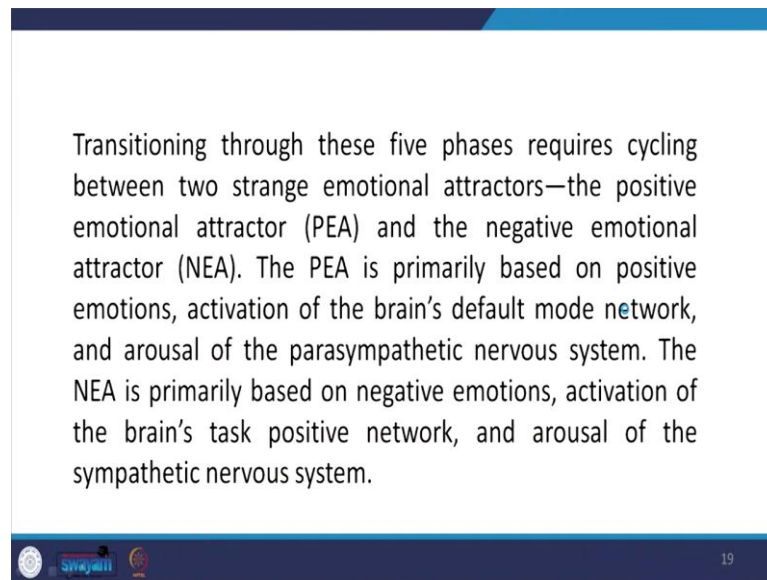 Transitioning through these five phases requires cycling
between two strange emotional attractors—the positive
emotional attractor (PEA) and the negative emotional
attractor (NEA). The PEA is primarily based on positive
emotions, activation of the brain's default mode network,
and arousal of the parasympathetic nervous system. The
NEA is primarily based on negative emotions, activation of
the brain's task positive network, and arousal of the
sympathetic nervous system.
swayam
19